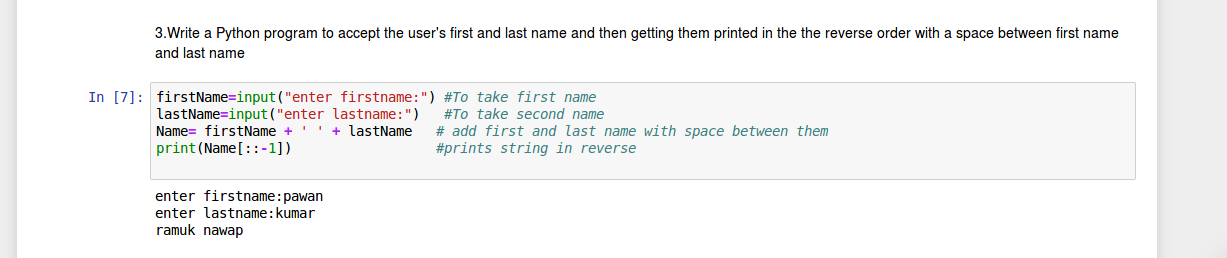 3.Write a Python program to accept the user's first and last name and then getting them printed in the the reverse order with a space between first name
and last name
In [7]:
firstName=input("enter firstname:") #To take first name
lastName=input("enter lastname:")   #To take second name
Name= firstName + ' ' + lastName   # add first and last name with space between them
print(Name[::-1])                  #prints string in reverse
enter firstname:pawan
enter lastname:kumar
ramuk nawap